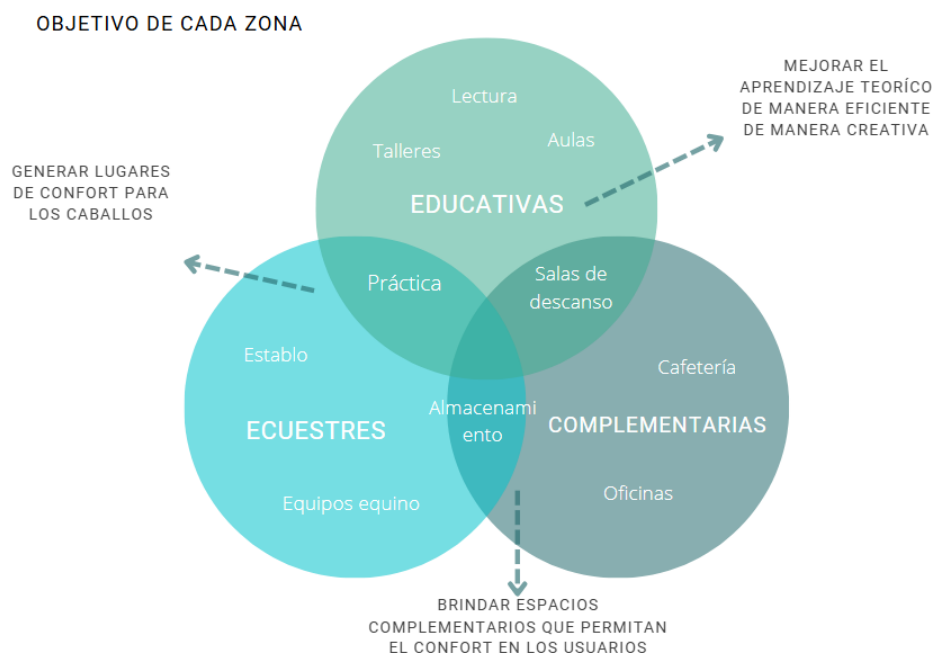 OBJETIVO DE CADA ZONA
MEJORAR EL
APRENDIZAJE TEORÍCO
DE MANERA EFICIENTE
DE MANERA CREATIVA
Lectura
Aulas
Talleres
EDUCATIVAS
GENERAR LUGARES
DE CONFORT PARA
LOS CABALLOS
Práctica
Salas de
descanso
Establo
Cafetería
Almacenami
ento
ECUESTRES
COMPLEMENTARIAS
Equipos equino
Oficinas
BRINDAR ESPACIOS
COMPLEMENTARIOS QUE PERMITAN
EL CONFORT EN LOS USUARIOS